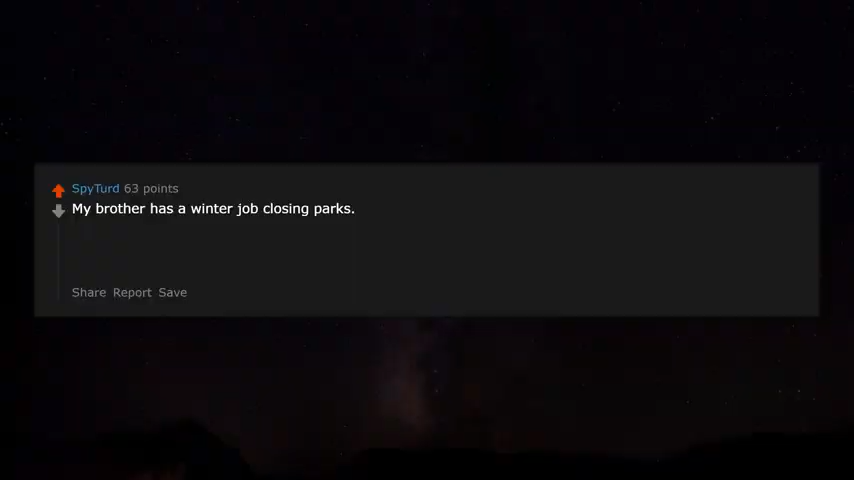 SpyTurd 63 points
My brother has a winter job closing parks.
Share Report Save